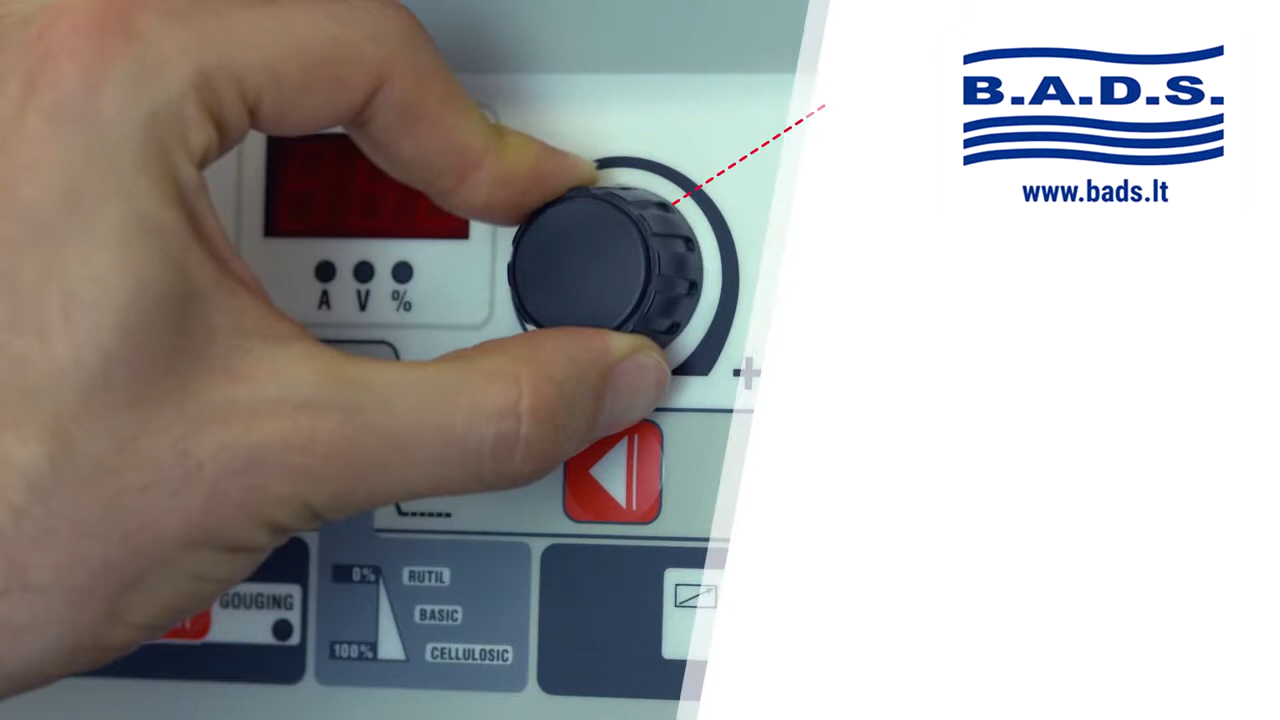 B.A.D.S.
www.bads.lt
A V %
+
GOUGING
0%
RUTIL
BASIC
100%
CELLULOSIC